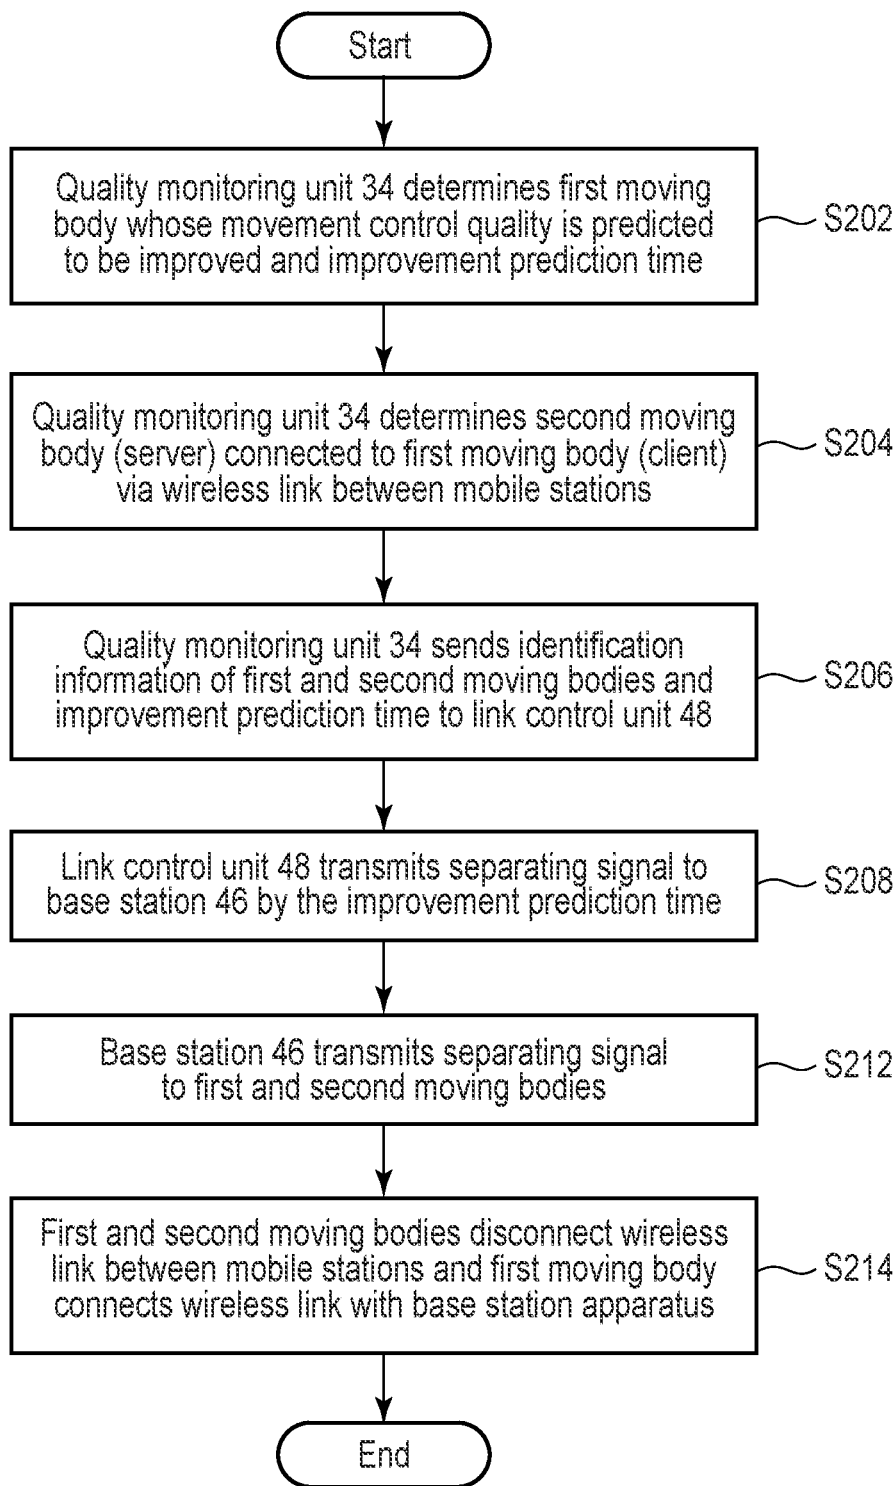 Start
Quality monitoring unit 34 determines first moving
body whose movement control quality is predicted
to be improved and improvement prediction time
S202
Quality monitoring unit 34 determines second moving
body (server) connected to first moving body (client)
via wireless link between mobile stations
S204
Quality monitoring unit 34 sends identification
information of first and second moving bodies and
improvement prediction time to link control unit 48
S206
Link control unit 48 transmits separating signal to
base station 46 by the improvement prediction time
S208
Base station 46 transmits separating signal
to first and second moving bodies
S212
First and second moving bodies disconnect wireless
link between mobile stations and first moving body
connects wireless link with base station apparatus
S214
End